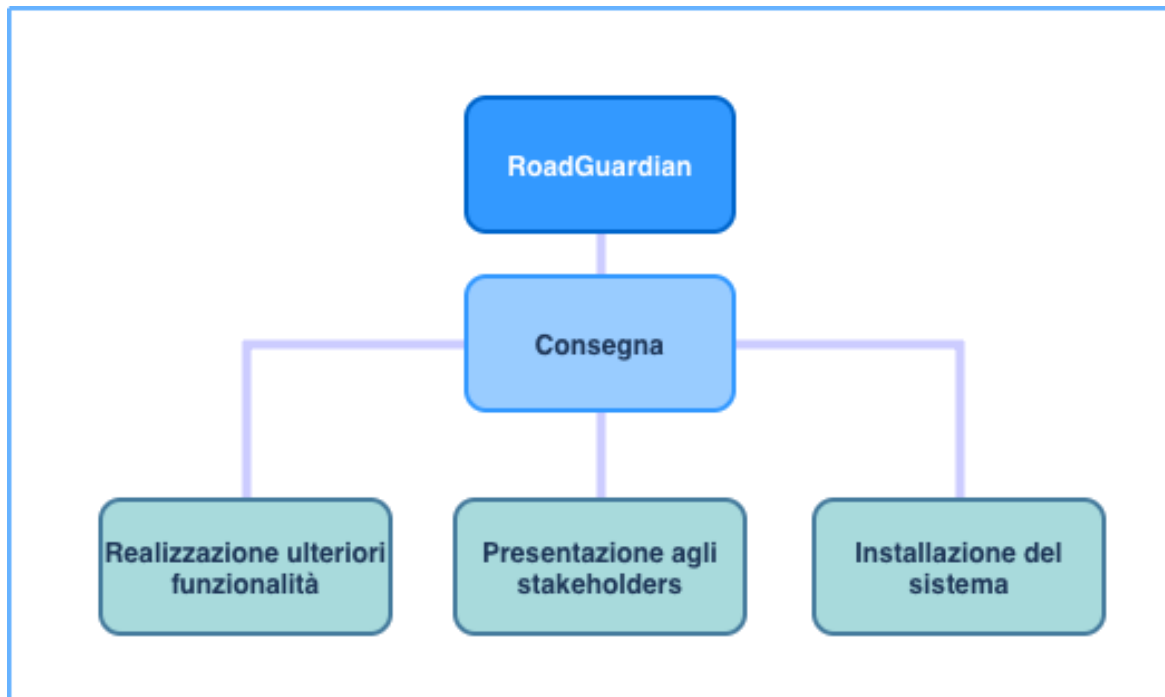 RoadGuardian
Consegna
Realizzazione ulteriori
funzionalità
Presentazione agli
stakeholders
Installazione del
sistema